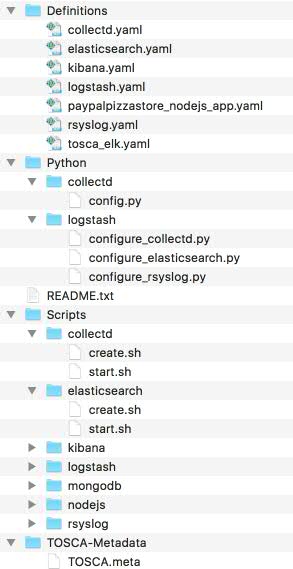 Definitions
collectd.yaml
elasticsearch.yaml
kibana.yaml
logstash.yaml
paypalpizzastore_nodejs_app.yaml
rsyslog.yaml
tosca_elk.yaml
Python
collectd
config.py
logstash
configure_collectd.py
configure_elasticsearch.py
configure_rsyslog.py
README.txt
Scripts
collectd
create.sh
start.sh
elasticsearch
create.sh
start.sh
kibana
logstash
mongodb
nodejs
rsyslog
TOSCA-Metadata
TOSCA.meta